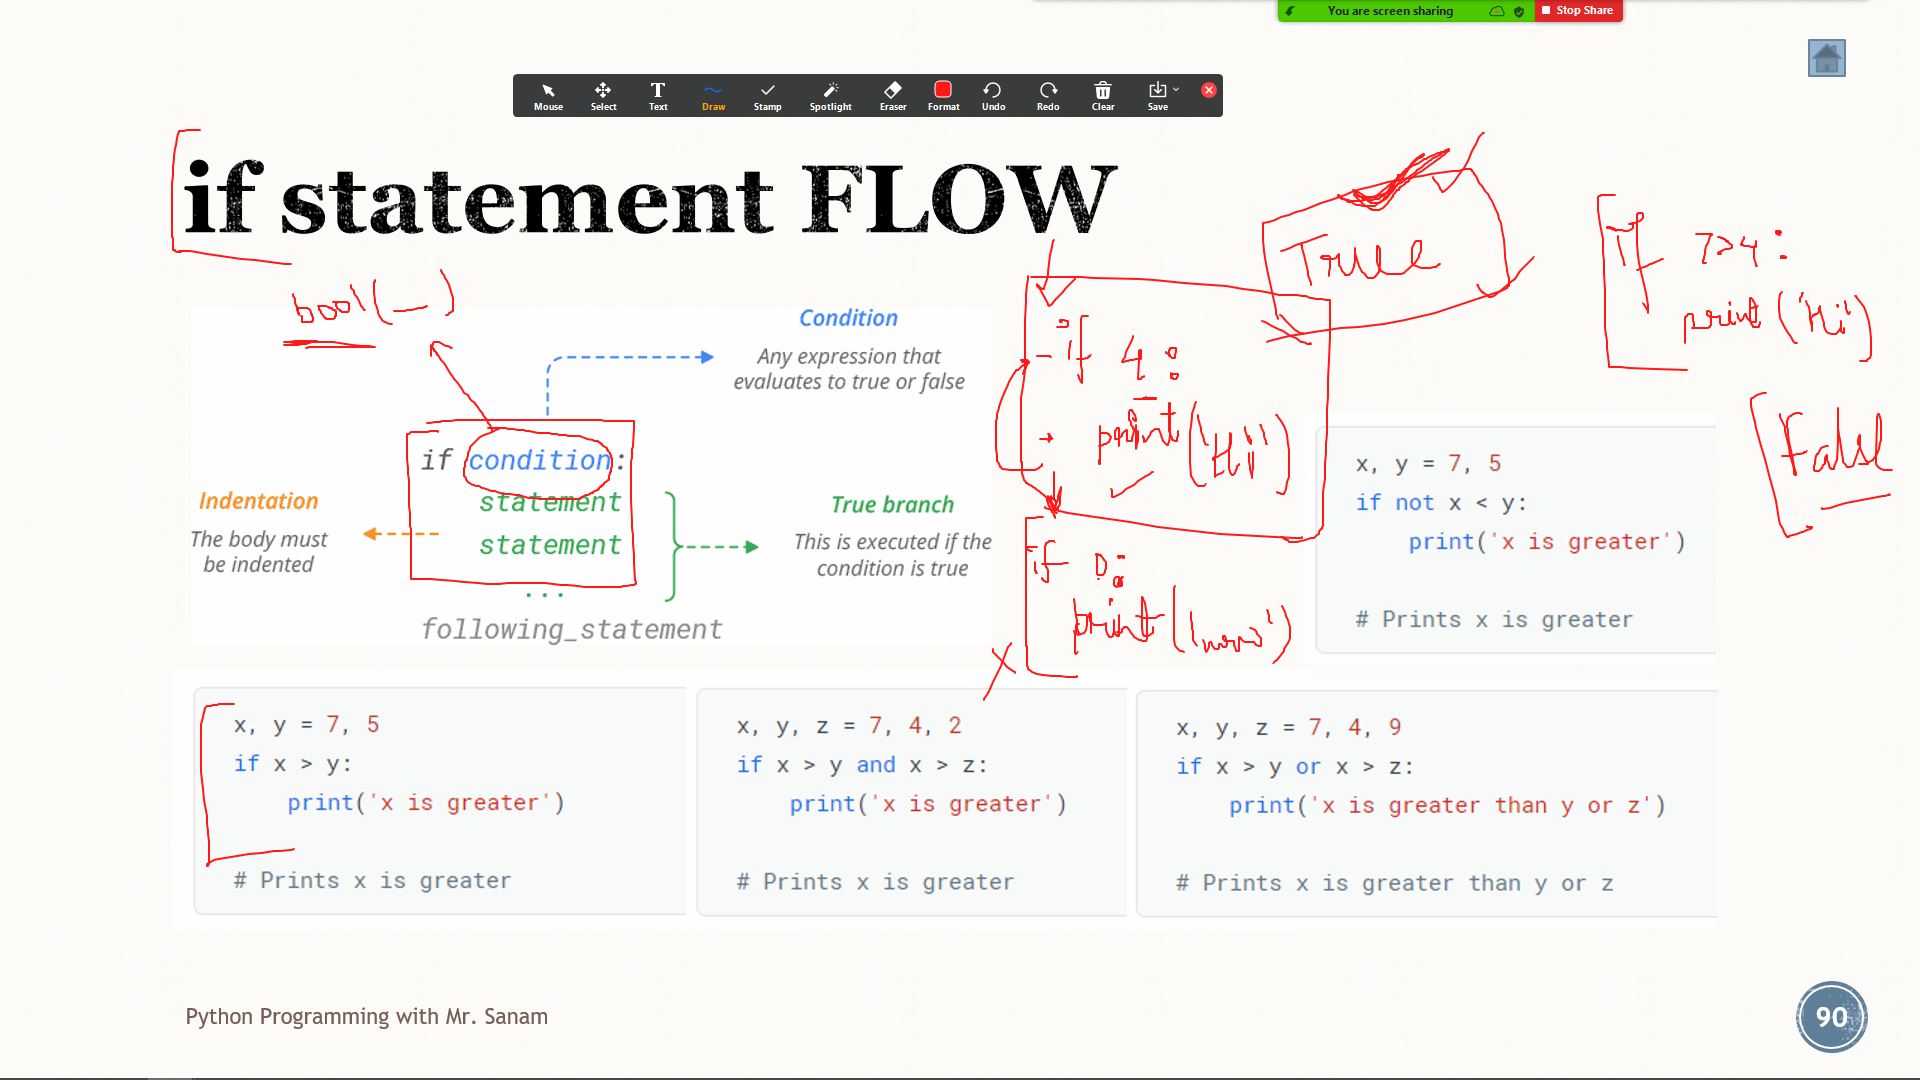 You are screen sharing
Stop Share
Mouse Select Text Draw Stamp Spotlight Eraser Format Undo Redo Clear Save
if statement FLOW
True
if 7>4:
print('Hi')
bool(_)
Condition
Any expression that
evaluates to true or false
if 4:
print('Hi')
if condition:
statement
statement
...
following_statement
Indentation
The body must
be indented
True branch
This is executed if the
condition is true
if 0:
print(
x, y = 7, 5
if not x < y:
    print('x is greater')
# Prints x is greater
x, y = 7, 5
if x > y:
    print('x is greater')
# Prints x is greater
x, y, z = 7, 4, 2
if x > y and x > z:
    print('x is greater')
# Prints x is greater
x, y, z = 7, 4, 9
if x > y or x > z:
    print('x is greater than y or z')
# Prints x is greater than y or z
Python Programming with Mr. Sanam
90